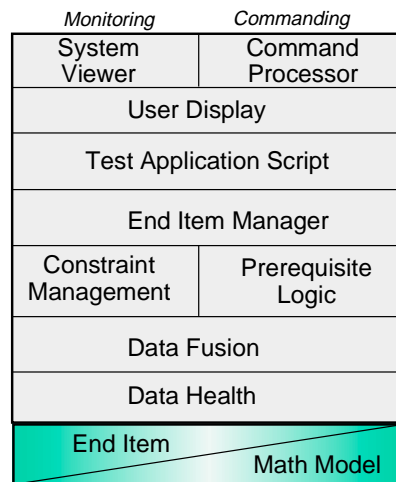 Monitoring Commanding
System Viewer Command Processor
User Display
Test Application Script
End Item Manager
Constraint Management Prerequisite Logic
Data Fusion
Data Health
End Item
Math Model